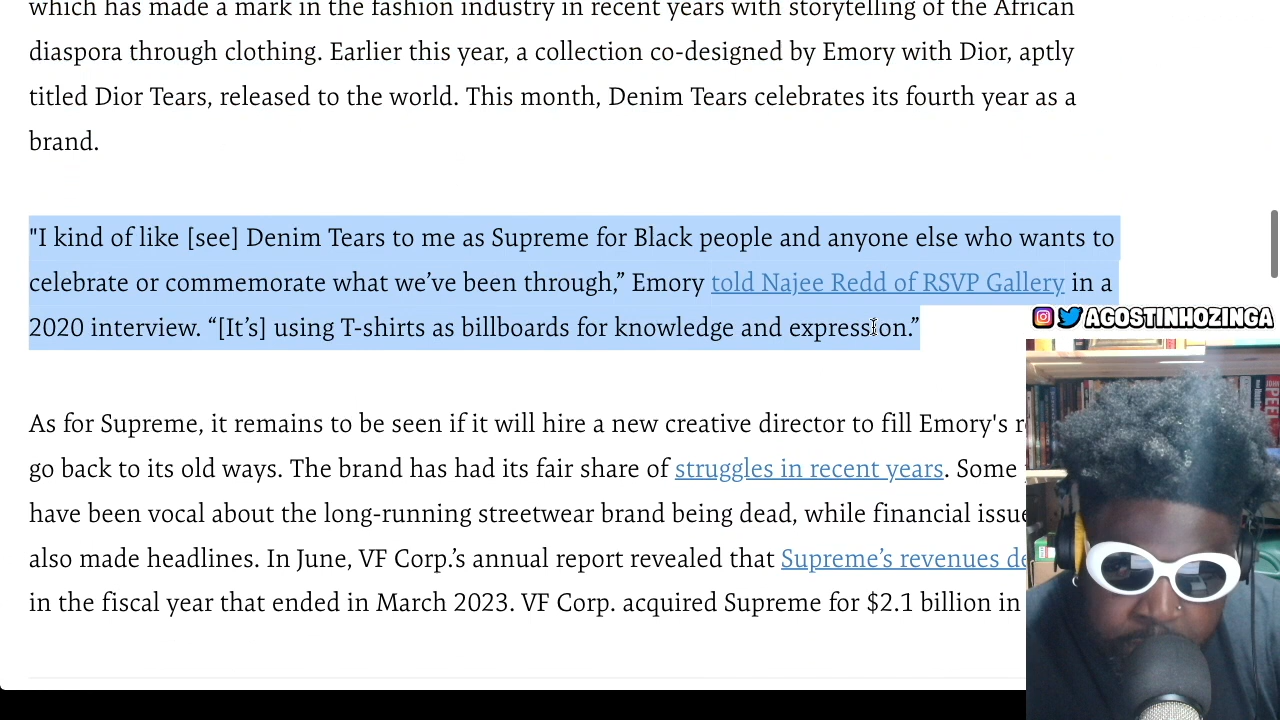 which has made a mark in the fashion industry in recent years with storytelling of the African
diaspora through clothing. Earlier this year, a collection co-designed by Emory with Dior, aptly
titled Dior Tears, released to the world. This month, Denim Tears celebrates its fourth year as a
brand.
"I kind of like [see] Denim Tears to me as Supreme for Black people and anyone else who wants to
celebrate or commemorate what we’ve been through,” Emory told Najee Redd of RSVP Gallery in a
2020 interview. “[It’s] using T-shirts as billboards for knowledge and expression.”
AGOSTINHOZINGA
As for Supreme, it remains to be seen if it will hire a new creative director to fill Emory's
go back to its old ways. The brand has had its fair share of struggles in recent years. Some
have been vocal about the long-running streetwear brand being dead, while financial
also made headlines. In June, VF Corp.’s annual report revealed that Supreme’s revenues
in the fiscal year that ended in March 2023. VF Corp. acquired Supreme for $2.1 billion in